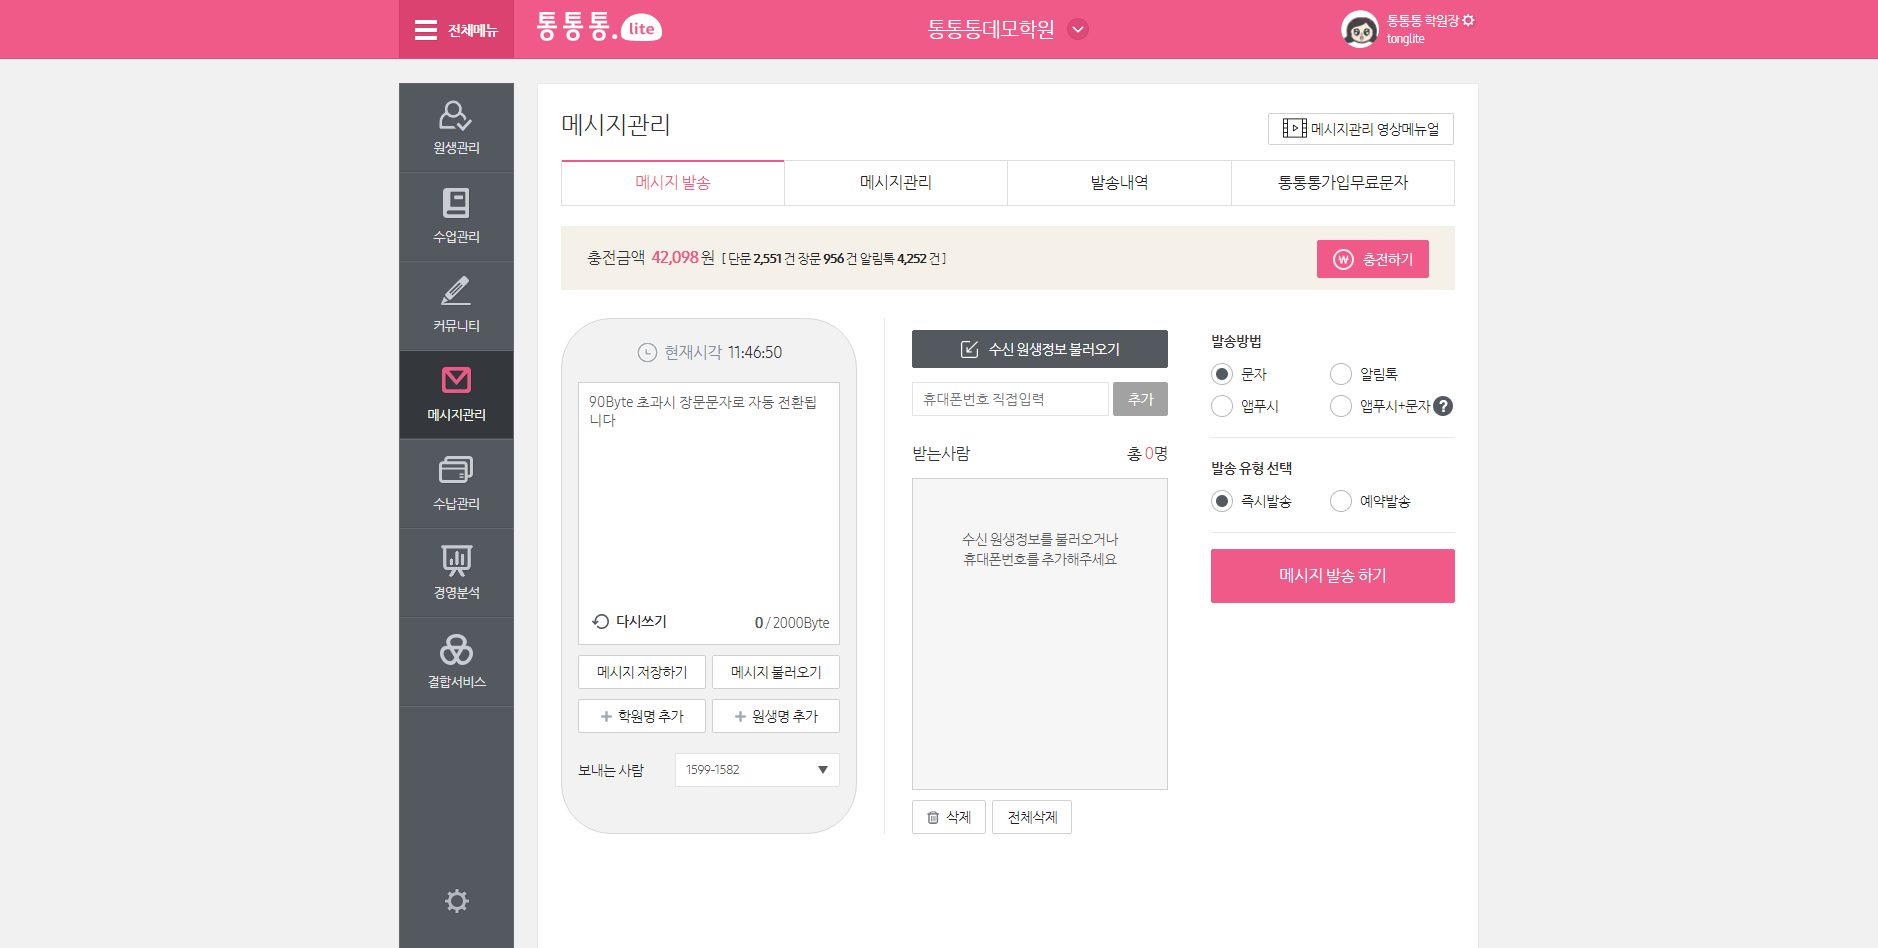 전체메뉴
통통통.lite
통통통데모학원
통통통 학원장
tonglite
원생관리
수업관리
커뮤니티
메시지관리
수납관리
경영분석
결합서비스
메시지관리
메시지관리 영상메뉴얼
메시지 발송
메시지관리
발송내역
통통통가입무료문자
충전금액 42,098원 [ 단문 2,551 건 장문 956 건 알림톡 4,252 건 ]
충전하기
현재시각 11:46:50
90Byte 초과시 장문문자로 자동 전환됩
니다
다시쓰기
0 / 2000Byte
메시지 저장하기
메시지 불러오기
+ 학원명 추가
+ 원생명 추가
보내는 사람
1599-1582
수신 원생정보 불러오기
휴대폰번호 직접입력
추가
받는사람
총 0명
수신 원생정보를 불러오거나
휴대폰번호를 추가해주세요
삭제
전체삭제
발송방법
문자
알림톡
앱푸시
앱푸시+문자 ?
발송 유형 선택
즉시발송
예약발송
메시지 발송 하기